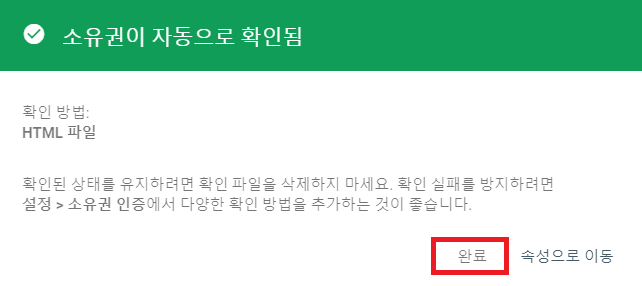 소유권이 자동으로 확인됨
확인 방법:
HTML 파일
확인된 상태를 유지하려면 확인 파일을 삭제하지 마세요. 확인 실패를 방지하려면
설정 > 소유권 인증에서 다양한 확인 방법을 추가하는 것이 좋습니다.
완료 속성으로 이동